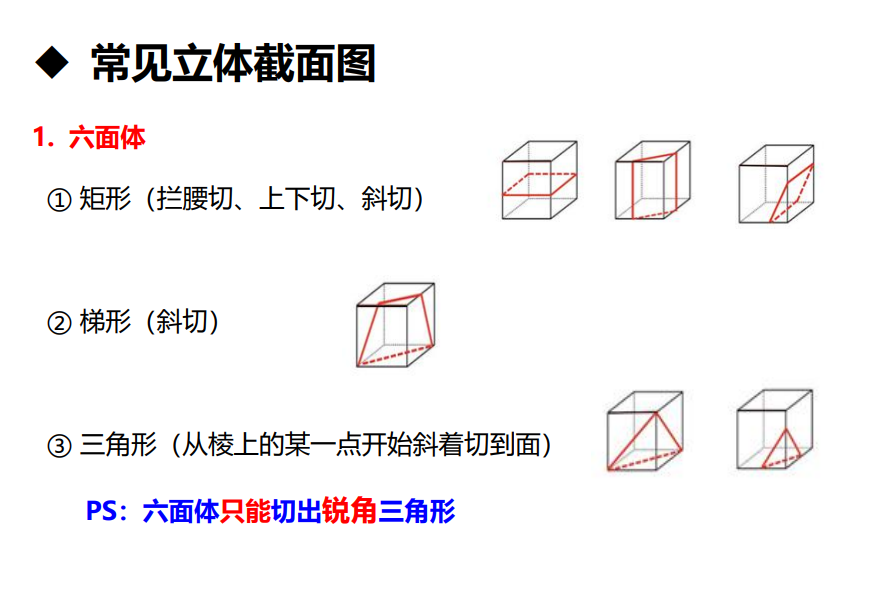 ◆ 常见立体截面图
1. 六面体
① 矩形（拦腰切、上下切、斜切）
② 梯形（斜切）
③ 三角形（从棱上的某一点开始斜着切到面）
PS：六面体只能切出锐角三角形